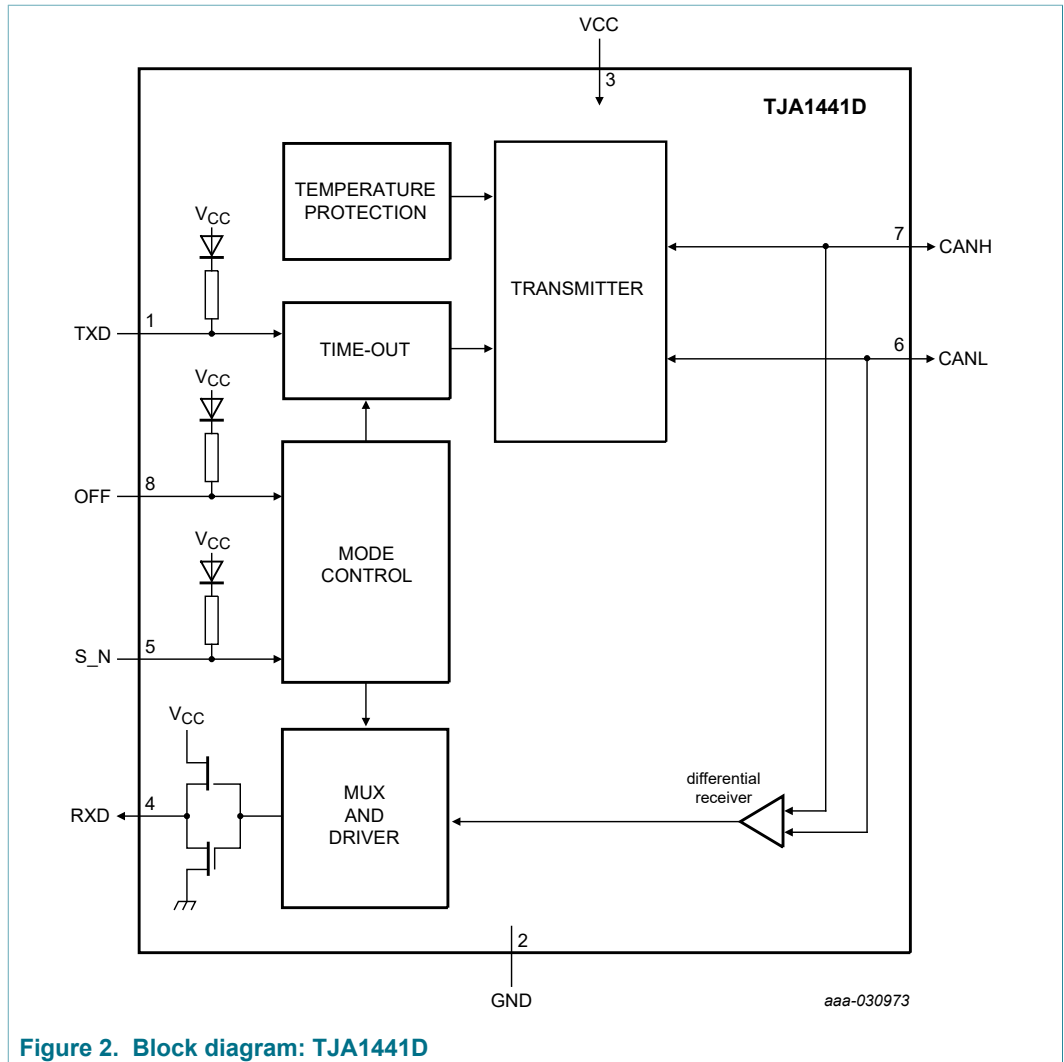 VCC
3
TJA1441D
TEMPERATURE
PROTECTION
VCC
7
CANH
TRANSMITTER
1
TXD
TIME-OUT
6
CANL
VCC
8
OFF
MODE
CONTROL
VCC
5
S_N
VCC
differential
receiver
MUX
AND
DRIVER
4
RXD
2
GND
aaa-030973
Figure 2. Block diagram: TJA1441D